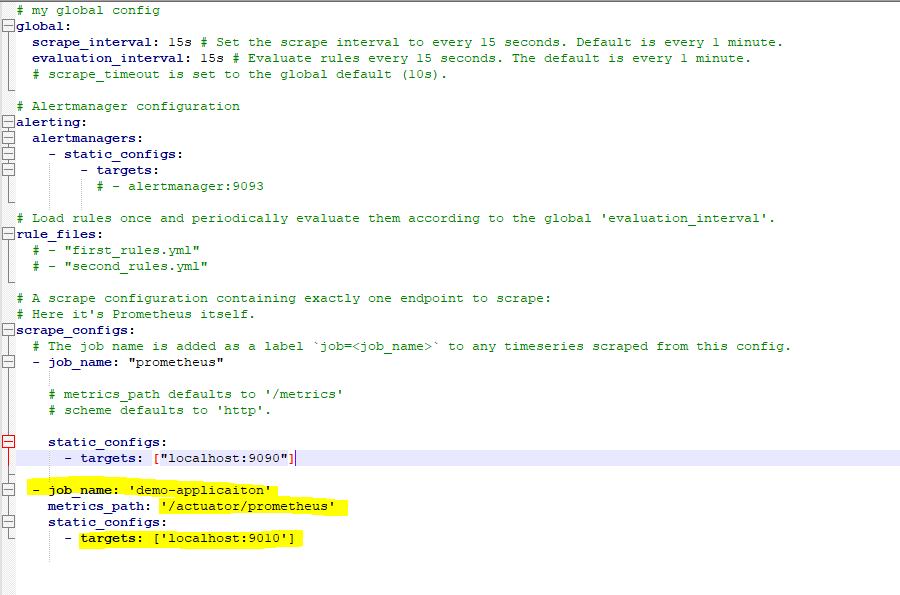 # my global config
global:
  scrape_interval: 15s # Set the scrape interval to every 15 seconds. Default is every 1 minute.
  evaluation_interval: 15s # Evaluate rules every 15 seconds. The default is every 1 minute.
  # scrape_timeout is set to the global default (10s).
# Alertmanager configuration
alerting:
  alertmanagers:
    - static_configs:
        - targets:
          # - alertmanager:9093
# Load rules once and periodically evaluate them according to the global 'evaluation_interval'.
rule_files:
  # - "first_rules.yml"
  # - "second_rules.yml"
# A scrape configuration containing exactly one endpoint to scrape:
# Here it's Prometheus itself.
scrape_configs:
  # The job name is added as a label `job=<job_name>` to any timeseries scraped from this config.
  - job_name: "prometheus"
    # metrics_path defaults to '/metrics'
    # scheme defaults to 'http'.
    static_configs:
      - targets: ["localhost:9090"]
  - job_name: 'demo-applicaiton'
    metrics_path: '/actuator/prometheus'
    static_configs:
      - targets: ['localhost:9010']